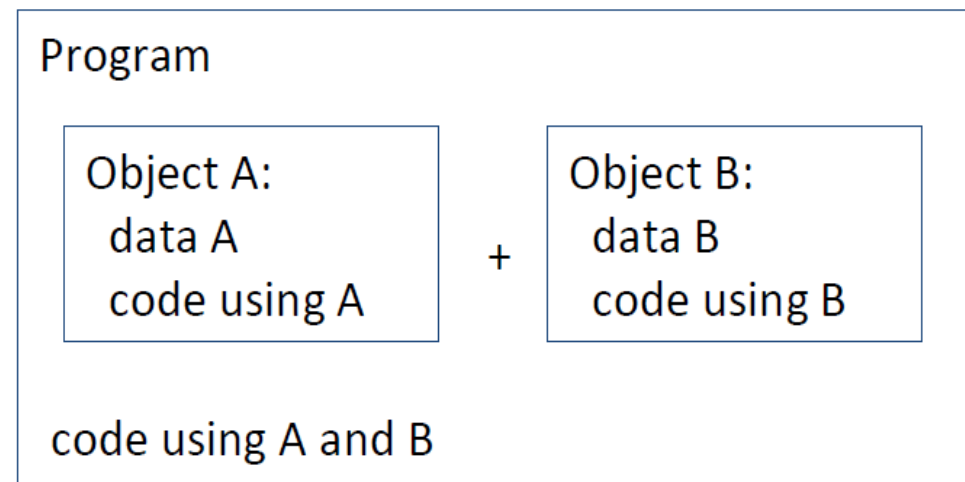 Program
Object A:
data A
code using A
+
Object B:
data B
code using B
code using A and B